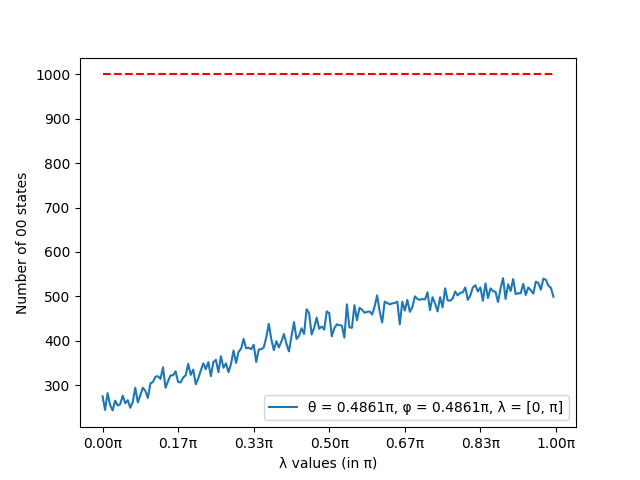 1000
900
800
700
600
500
400
300
Number of 00 states
θ = 0.4861π, φ = 0.4861π, λ = [0, π]
0.00π 0.17π 0.33π 0.50π 0.67π 0.83π 1.00π
λ values (in π)